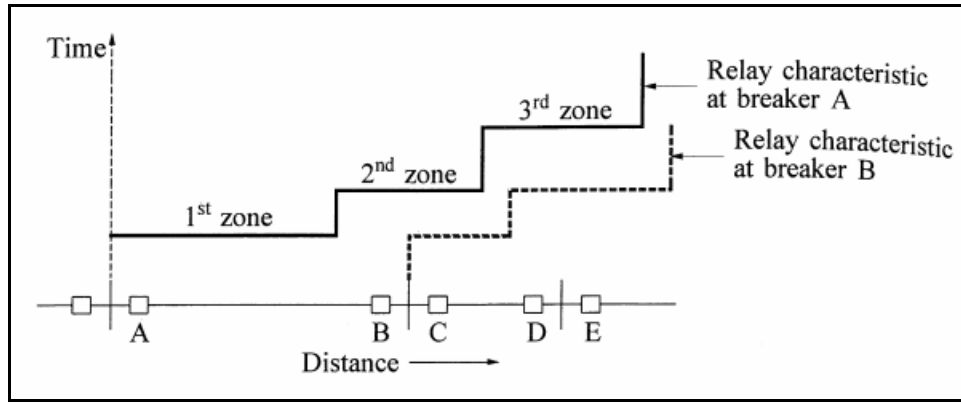 Time
Relay characteristic
at breaker A
3rd zone
Relay characteristic
at breaker B
2nd zone
1st zone
A
B
C
D
E
Distance